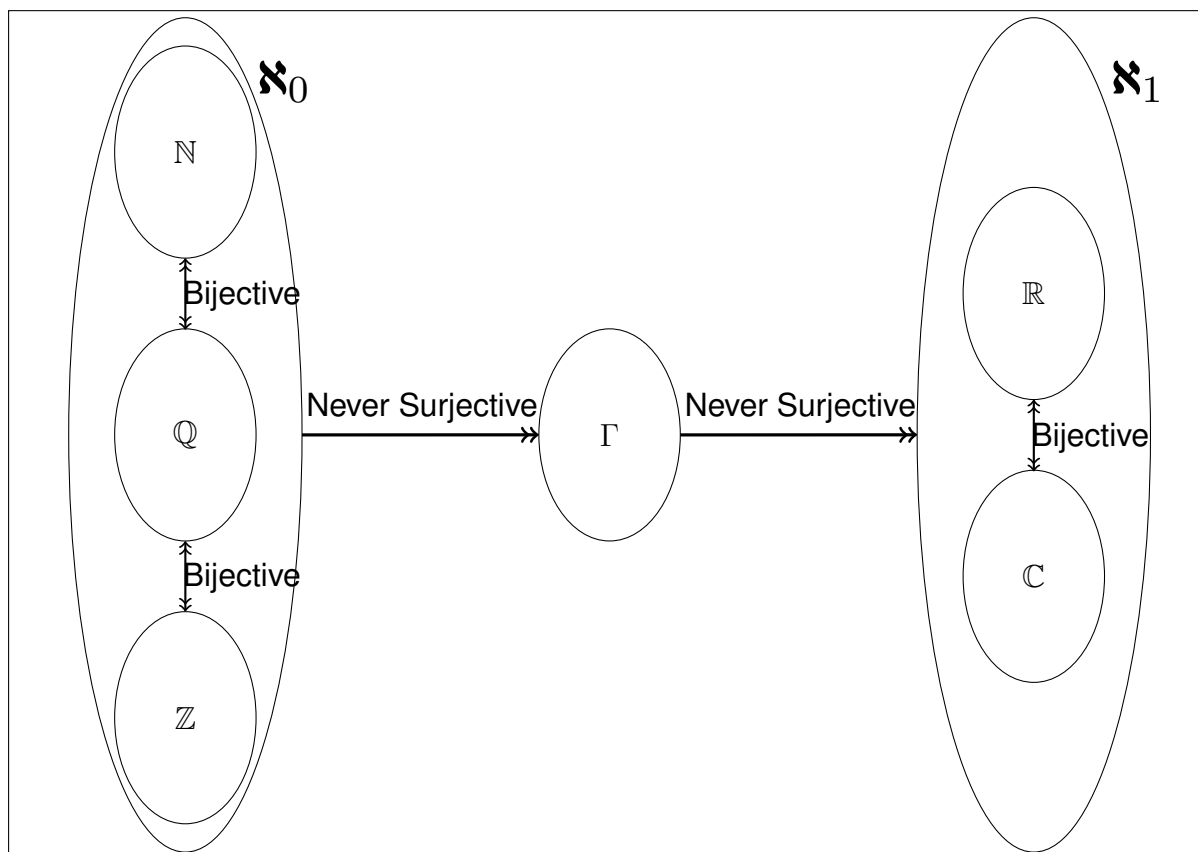 ℵ₀
ℕ
Bijective
ℚ
Bijective
ℤ
Never Surjective
Γ
Never Surjective
ℵ₁
ℝ
Bijective
ℂ